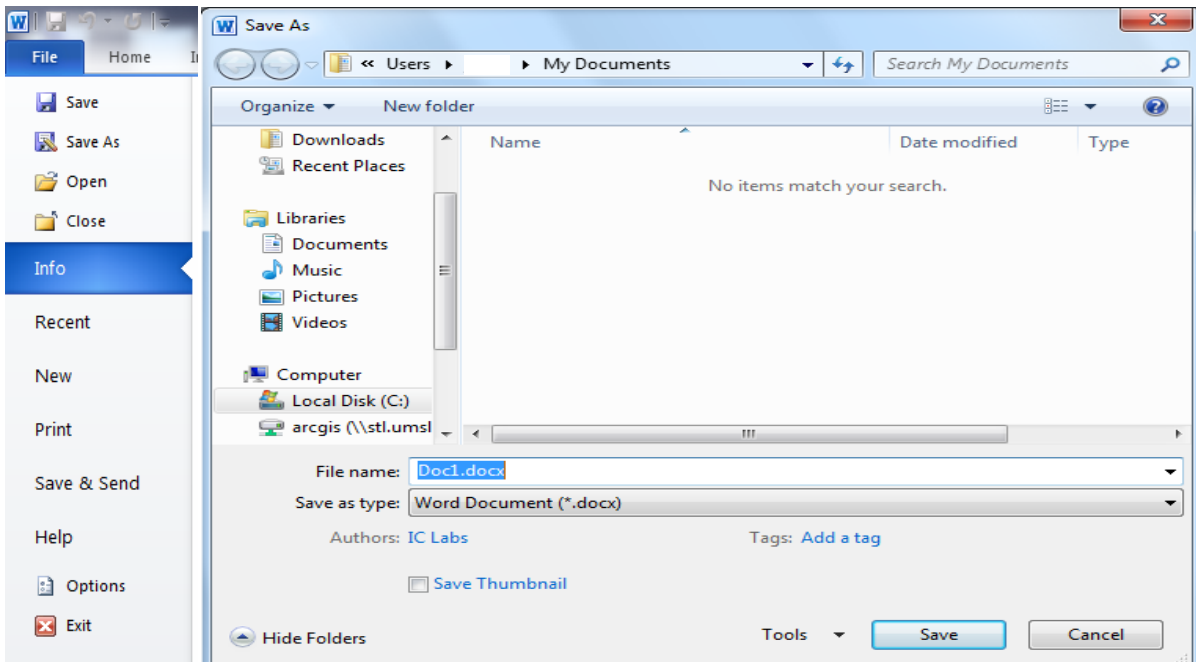 File Home
Save
Save As
Open
Close
Info
Recent
New
Print
Save & Send
Help
Options
Exit
Save As
« Users ▸ ▸ My Documents
Search My Documents
Organize ▾ New folder
Downloads
Recent Places
Libraries
Documents
Music
Pictures
Videos
Computer
Local Disk (C:)
arcgis (\\stl.umsl
Name Date modified Type
No items match your search.
File name: Doc1.docx
Save as type: Word Document (*.docx)
Authors: IC Labs Tags: Add a tag
Save Thumbnail
Hide Folders Tools Save Cancel